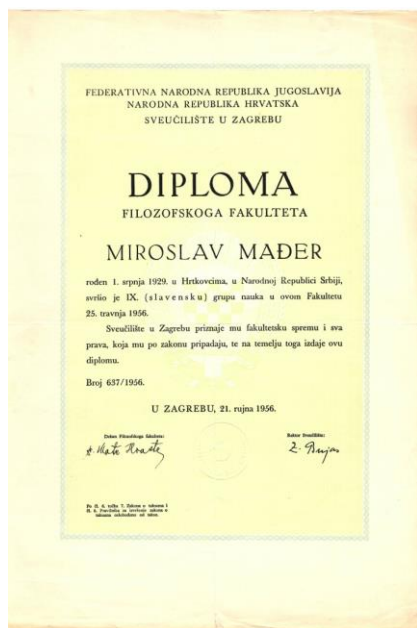 FEDERATIVNA NARODNA REPUBLIKA JUGOSLAVIJA
NARODNA REPUBLIKA HRVATSKA
SVEUČILIŠTE U ZAGREBU
DIPLOMA
FILOZOFSKOGA FAKULTETA
MIROSLAV MAĐER
rođen 1. srpnja 1929. u Hrtkovcima, u Narodnoj Republici Srbiji,
svršio je IX. (slavensku) grupu nauka u ovom Fakultetu
25. travnja 1956.
Sveučilište u Zagrebu priznaje mu fakultetsku spremu i sva
prava, koja mu po zakonu pripadaju, te na temelju toga izdaje ovu
diplomu.
Broj 637/1956.
U ZAGREBU, 21. rujna 1956.
Dekan Filozofskog fakulteta:
Rektor Sveučilišta: